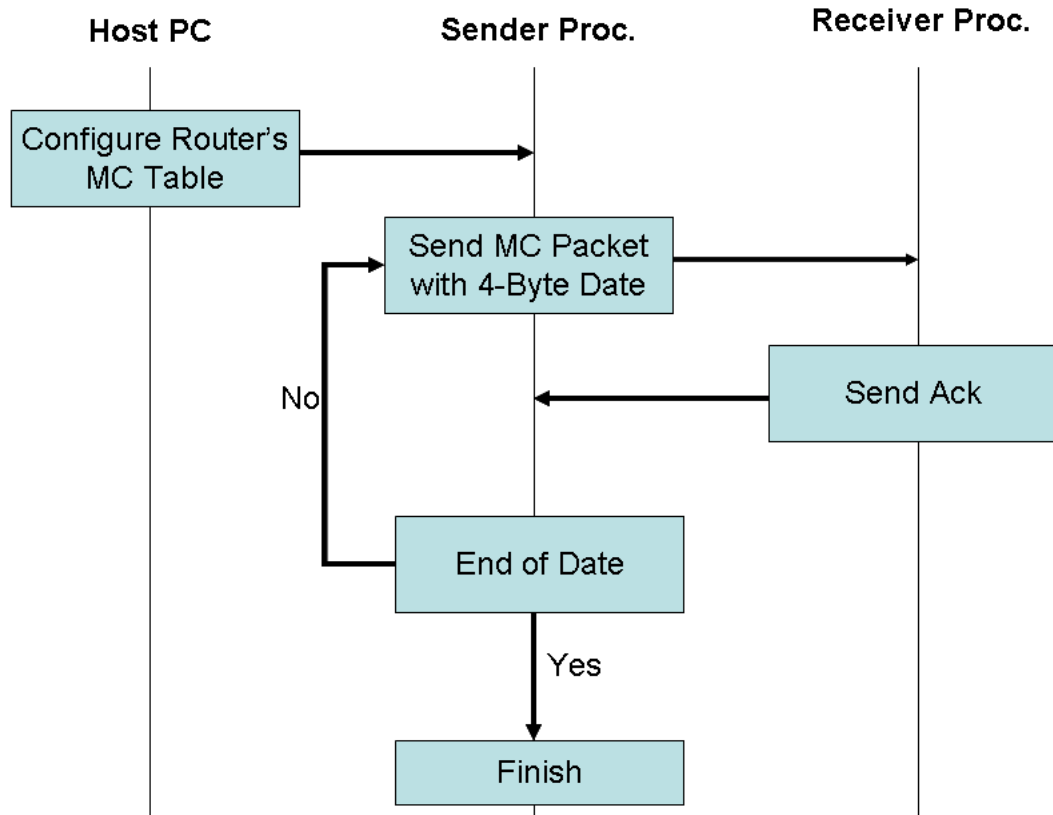 Host PC
Sender Proc.
Receiver Proc.
Configure Router's
MC Table
Send MC Packet
with 4-Byte Date
Send Ack
No
End of Date
Yes
Finish